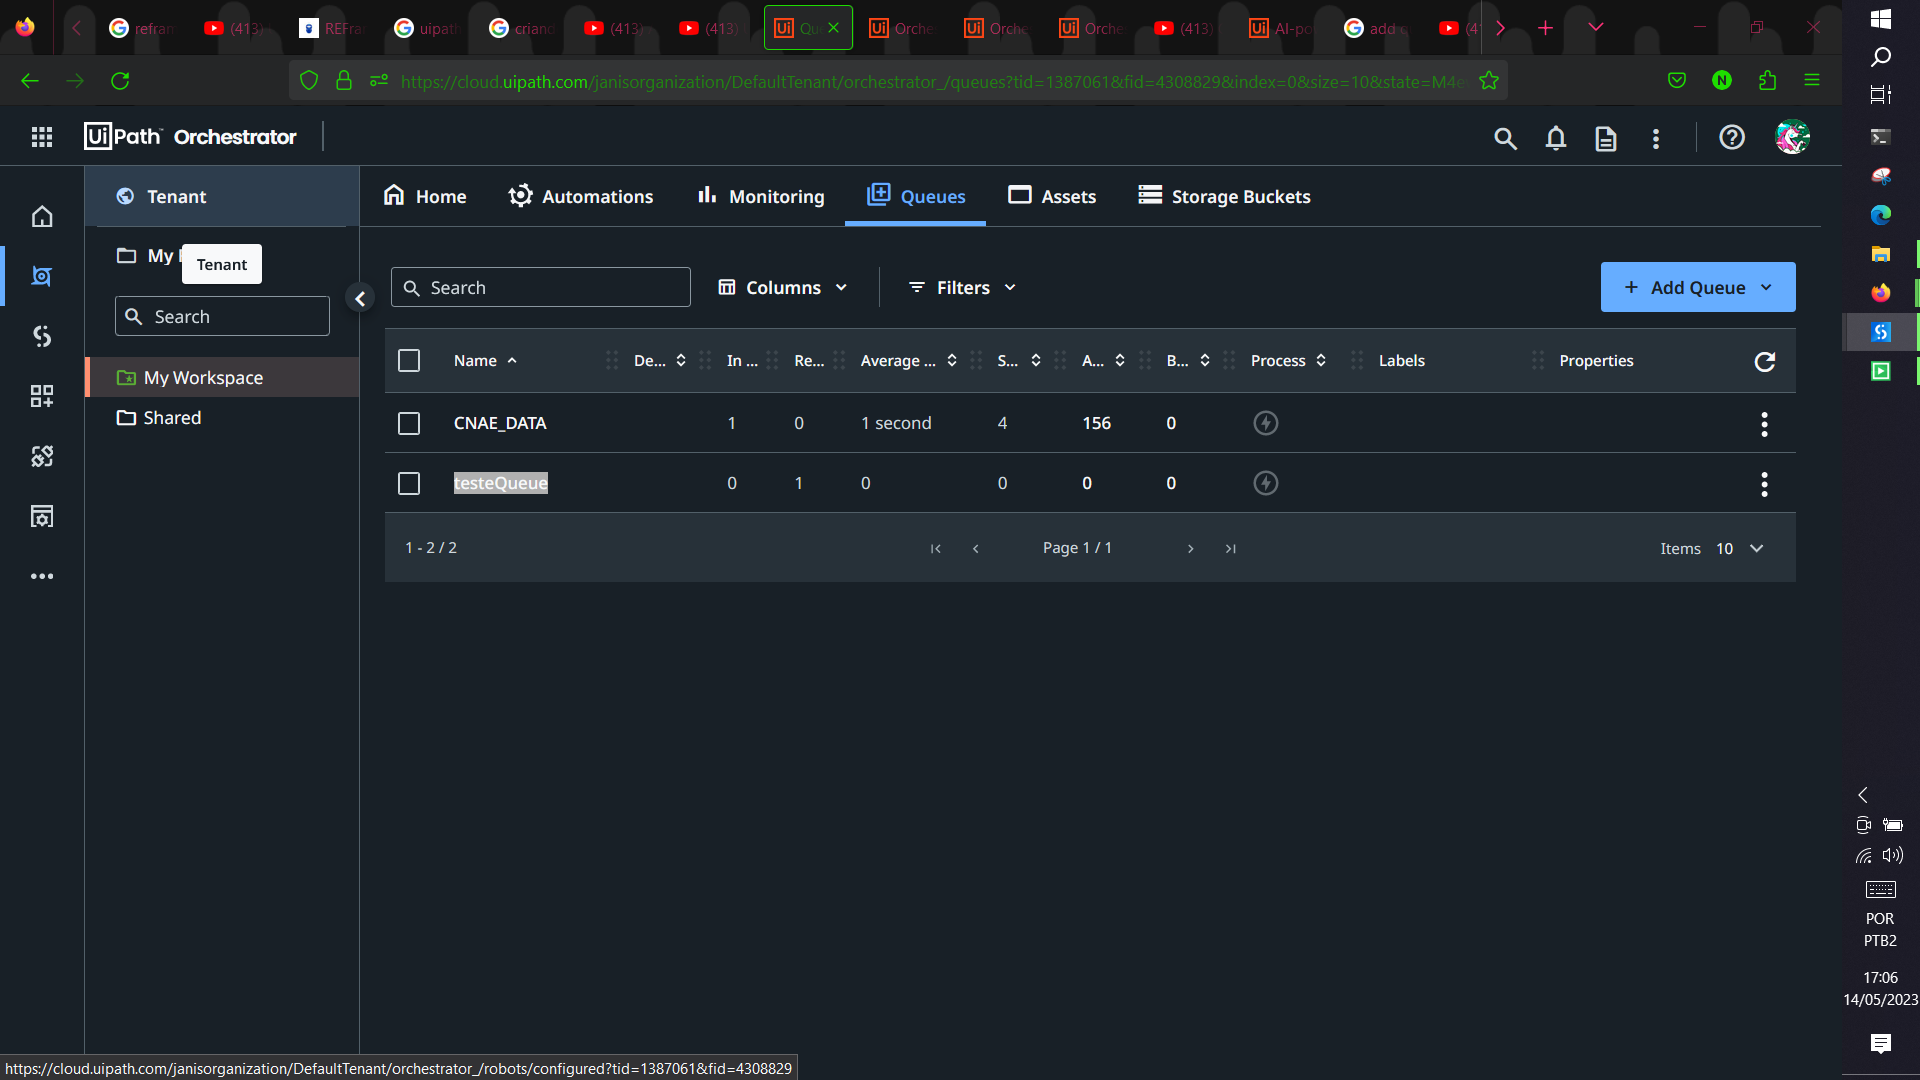 refram
(413)
REFra
uipath
criand
(413)
(413)
Qu
Orche
Orche
Orche
(413)
AI-po
add q
(41
https://cloud.uipath.com/janisorganization/DefaultTenant/orchestrator_/queues?tid=1387061&fid=4308829&index=0&size=10&state=M4e
N
UiPath™ Orchestrator
Tenant
Home
Automations
Monitoring
Queues
Assets
Storage Buckets
My
Tenant
Search
My Workspace
Shared
Search
Columns
Filters
+ Add Queue
Name
De...
In ...
Re...
Average ...
S...
A...
B...
Process
Labels
Properties
CNAE_DATA 1 0 1 second 4 156 0
testeQueue 0 1 0 0 0 0
1 - 2 / 2
Page 1 / 1
Items 10
POR
PTB2
17:06
14/05/2023
https://cloud.uipath.com/janisorganization/DefaultTenant/orchestrator_/robots/configured?tid=1387061&fid=4308829